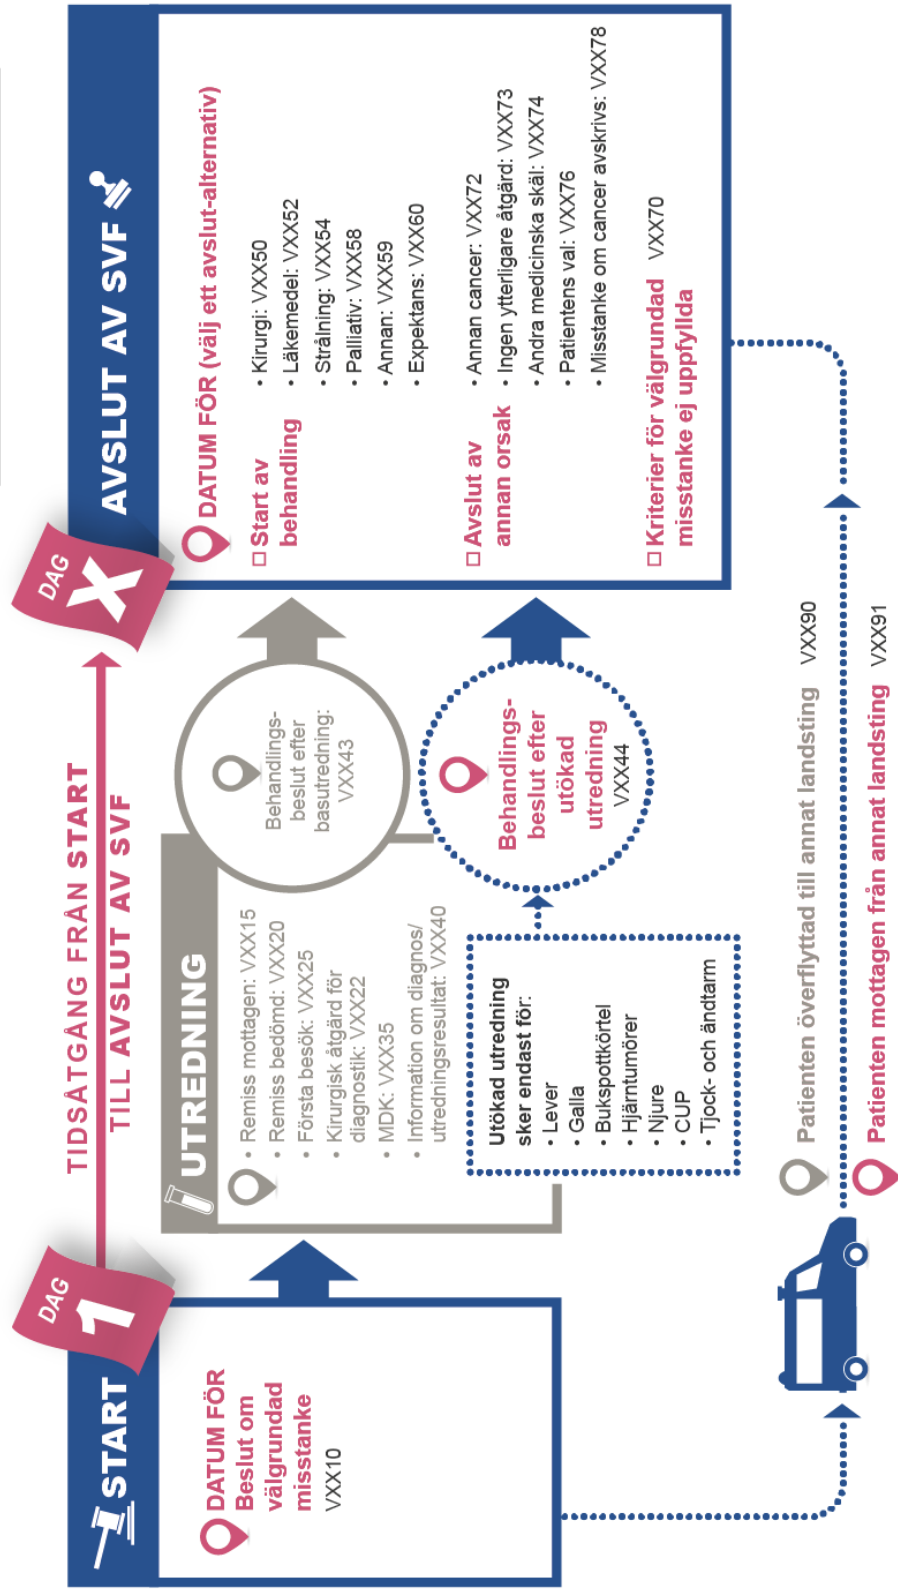 DAG
1
TIDSÅTGÅNG FRÅN START
TILL AVSLUT AV SVF
DAG
X
START
DATUM FÖR
Beslut om
välgrundad
misstanke
VXX10
UTREDNING
• Remiss mottagen: VXX15
• Remiss bedömd: VXX20
• Första besök: VXX25
• Kirurgisk åtgärd för
diagnostik: VXX22
• MDK: VXX35
• Information om diagnos/
utredningsresultat: VXX40
Utökad utredning
sker endast för:
• Lever
• Galla
• Bukspottkörtel
• Hjärntumörer
• Njure
• CUP
• Tjock- och ändtarm
Behandlings-
beslut efter
basutredning:
VXX43
Behandlings-
beslut efter
utökad
utredning
VXX44
AVSLUT AV SVF
DATUM FÖR (välj ett avslut-alternativ)
Start av
behandling
• Kirurgi: VXX50
• Läkemedel: VXX52
• Strålning: VXX54
• Palliativ: VXX58
• Annan: VXX59
• Expektans: VXX60
Avslut av
annan orsak
• Annan cancer: VXX72
• Ingen ytterligare åtgärd: VXX73
• Andra medicinska skäl: VXX74
• Patientens val: VXX76
• Misstanke om cancer avskrivs: VXX78
Kriterier för välgrundad VXX70
misstanke ej uppfyllda
Patienten överflyttad till annat landsting VXX90
Patienten mottagen från annat landsting VXX91